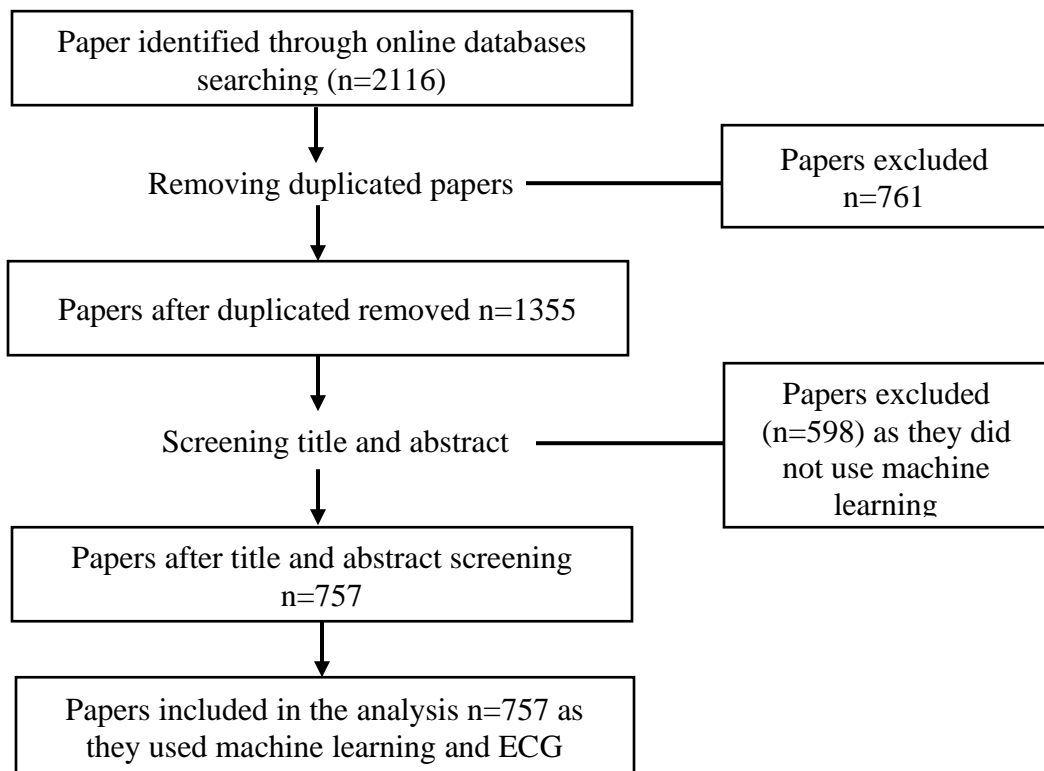 Paper identified through online databases
searching (n=2116)
Removing duplicated papers
Papers excluded
n=761
Papers after duplicated removed n=1355
Screening title and abstract
Papers excluded
(n=598) as they did
not use machine
learning
Papers after title and abstract screening
n=757
Papers included in the analysis n=757 as
they used machine learning and ECG